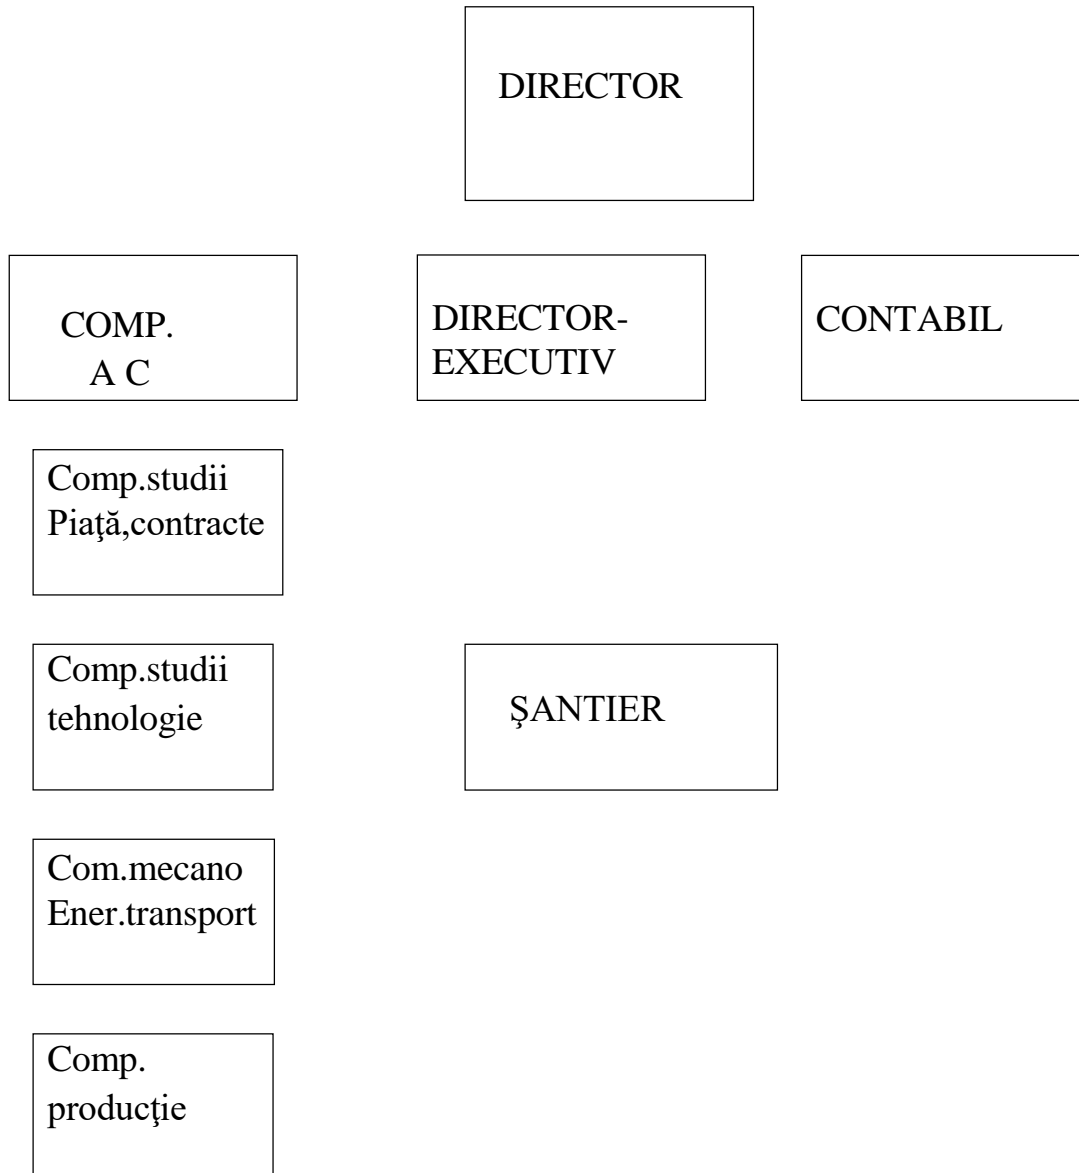 DIRECTOR
COMP.
A C
DIRECTOR-
EXECUTIV
CONTABIL
Comp.studii
Piaţă,contracte
Comp.studii
tehnologie
ŞANTIER
Com.mecano
Ener.transport
Comp.
producţie